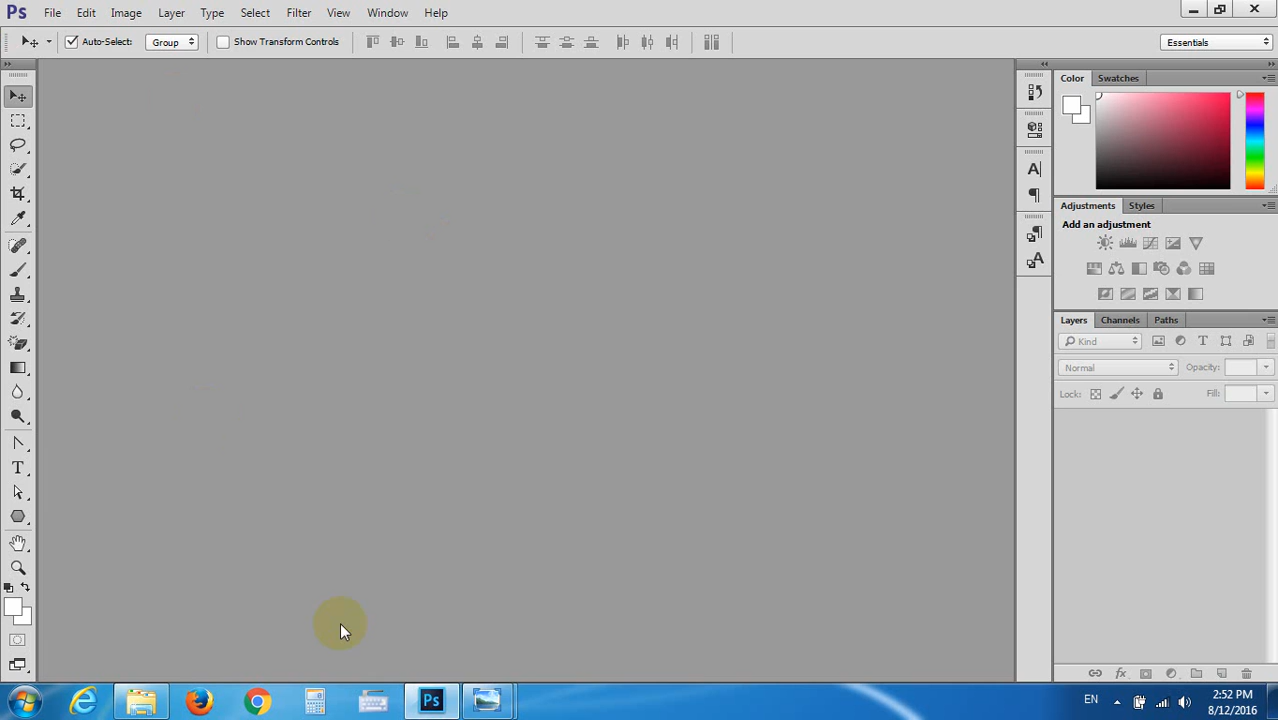 Ps File Edit Image Layer Type Select Filter View Window Help
Auto-Select: Group Show Transform Controls Essentials
Color Swatches
Adjustments Styles
Add an adjustment
Layers Channels Paths
Kind
Normal Opacity:
Lock: Fill:
Ps
EN 2:52 PM
8/12/2016